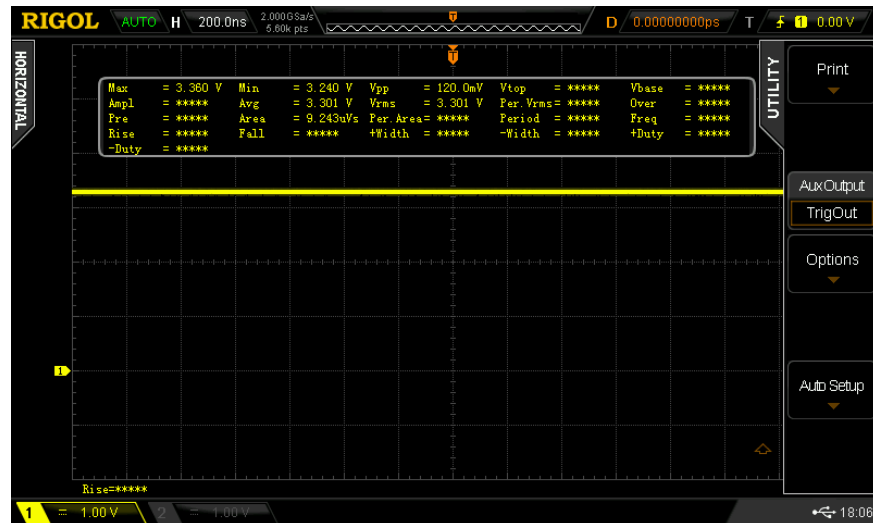 RIGOL AUTO H 200.0ns 2.000GSa/s 5.60k pts D 0.00000000ps T 1 0.00 V
HORIZONTAL
UTILITY
T
Max = 3.360 V Min = 3.240 V Vpp = 120.0mV Vtop = ***** Vbase = *****
Ampl = ***** Avg = 3.301 V Vrms = 3.301 V Per.Vrms= ***** Over = *****
Pre = ***** Area = 9.243uVs Per.Area= ***** Period = ***** Freq = *****
Rise = ***** Fall = ***** +Width = ***** -Width = ***** +Duty = *****
-Duty = *****
Print
AuxOutput
TrigOut
Options
Auto Setup
1
Rise=*****
1 = 1.00 V 2 = 1.00 V 18:06